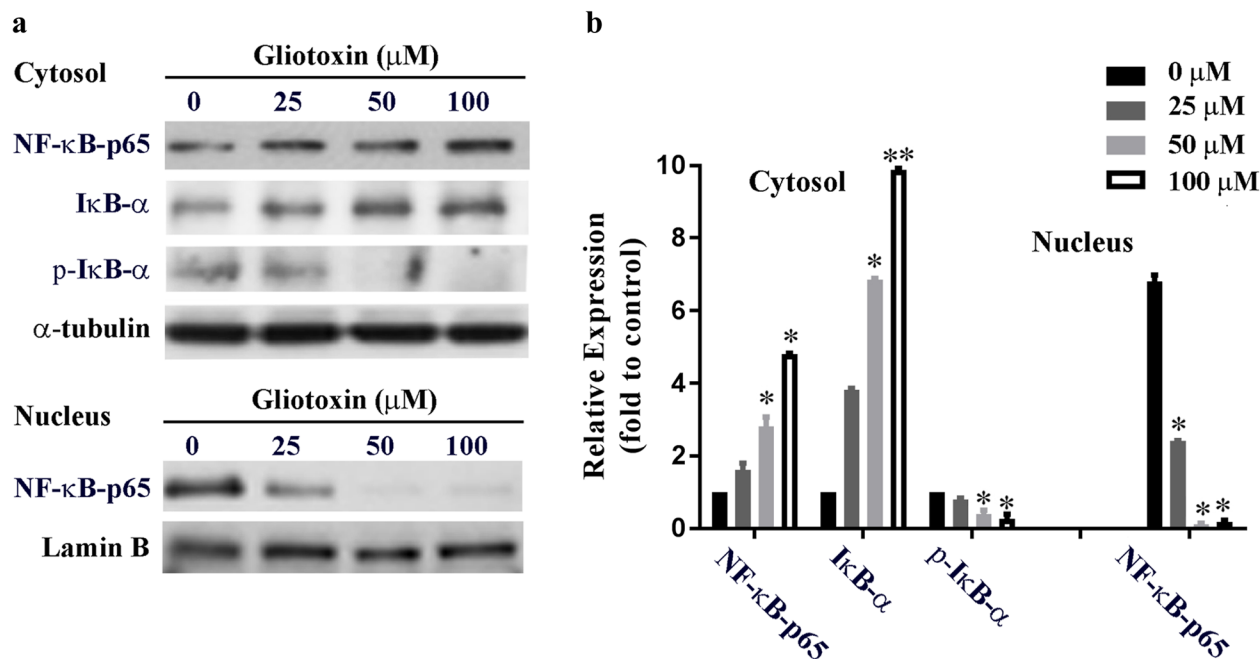 a
Cytosol
Gliotoxin (μM)
0 25 50 100
NF-κB-p65
IκB-α
p-IκB-α
α-tubulin
Nucleus
Gliotoxin (μM)
0 25 50 100
NF-κB-p65
Lamin B
b
0 μM
25 μM
50 μM
100 μM
Cytosol
Nucleus
Relative Expression
(fold to control)
10
8
6
4
2
0
* *
* **
* *
* * *
NF-κB-p65
IκB-α
p-IκB-α
NF-κB-p65